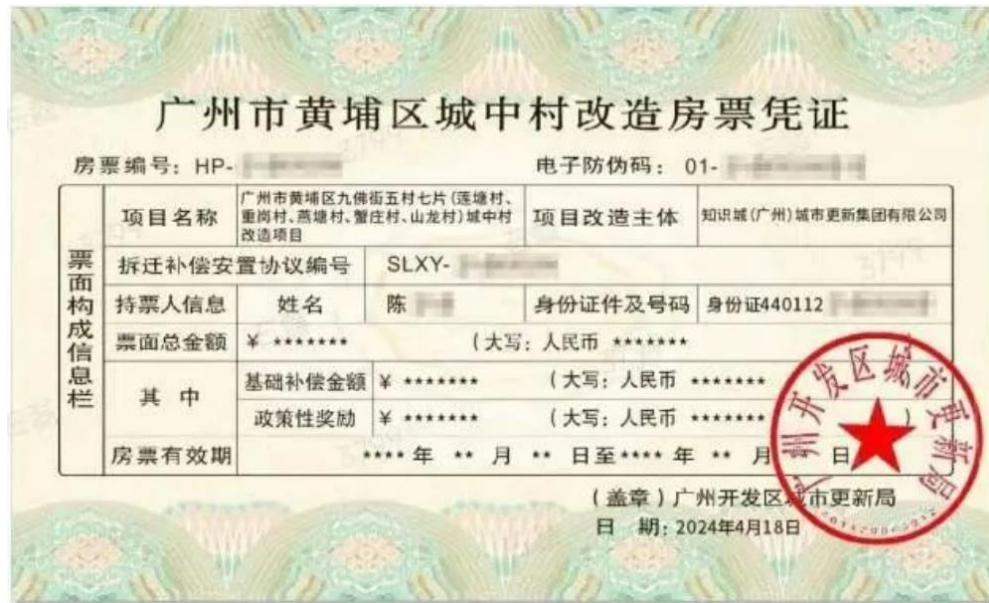 广州市黄埔区城中村改造房票凭证
房票编号：HP-
电子防伪码：01-
票面构成信息栏
项目名称
广州市黄埔区九佛街五村七片(莲塘村、
重岗村、燕塘村、蟹庄村、山龙村)城中村
改造项目
项目改造主体
知识城(广州)城市更新集团有限公司
拆迁补偿安置协议编号
SLXY-
持票人信息
姓名
陈
身份证件及号码
身份证440112
票面总金额
¥ *******
(大写：人民币 *******
其中
基础补偿金额
¥ *******
(大写：人民币 *******
政策性奖励
¥ *******
(大写：人民币 ******* )
房票有效期
**** 年 ** 月 ** 日至**** 年 ** 月 日
(盖章)广州开发区城市更新局
日 期：2024年4月18日
广州开发区城市更新局